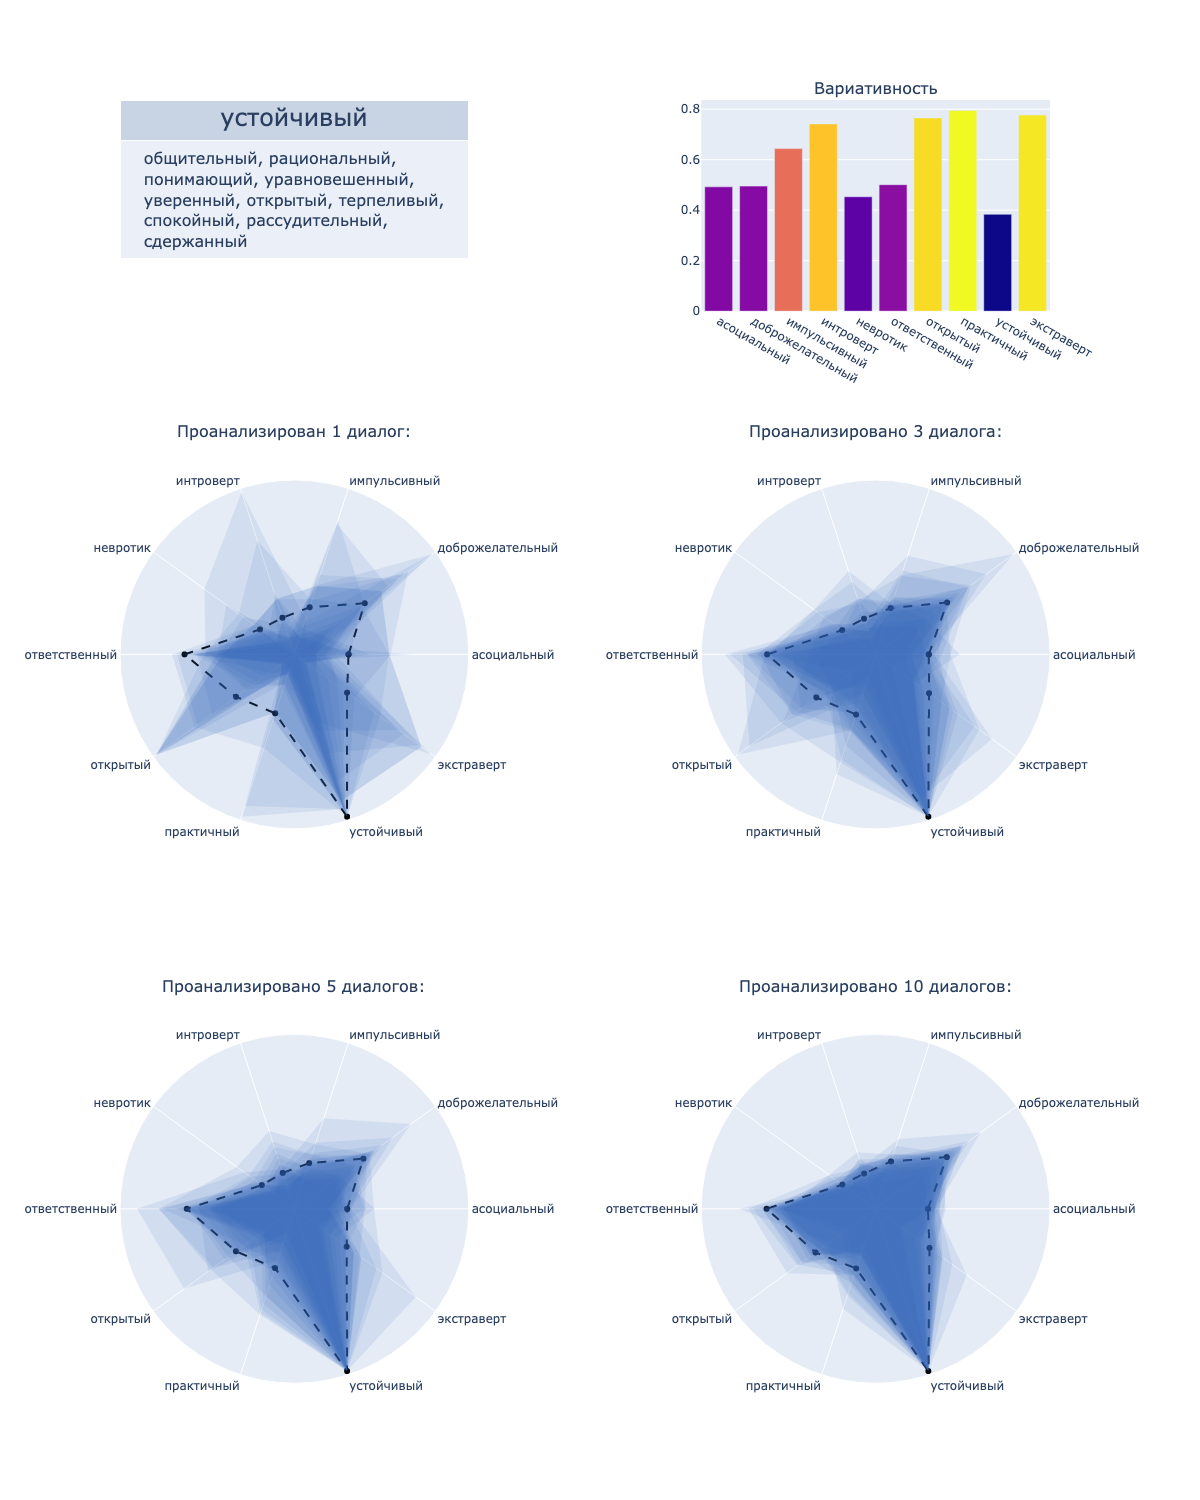 устойчивый
общительный, рациональный,
понимающий, уравновешенный,
уверенный, открытый, терпеливый,
спокойный, рассудительный,
сдержанный
Вариативность
0.8
0.6
0.4
0.2
0
асоциальный
доброжелательный
импульсивный
интроверт
невротик
ответственный
открытый
практичный
устойчивый
экстраверт
Проанализирован 1 диалог:
интроверт
импульсивный
невротик
доброжелательный
ответственный
асоциальный
открытый
экстраверт
практичный
устойчивый
Проанализировано 3 диалога:
интроверт
импульсивный
невротик
доброжелательный
ответственный
асоциальный
открытый
экстраверт
практичный
устойчивый
Проанализировано 5 диалогов:
интроверт
импульсивный
невротик
доброжелательный
ответственный
асоциальный
открытый
экстраверт
практичный
устойчивый
Проанализировано 10 диалогов:
интроверт
импульсивный
невротик
доброжелательный
ответственный
асоциальный
открытый
экстраверт
практичный
устойчивый